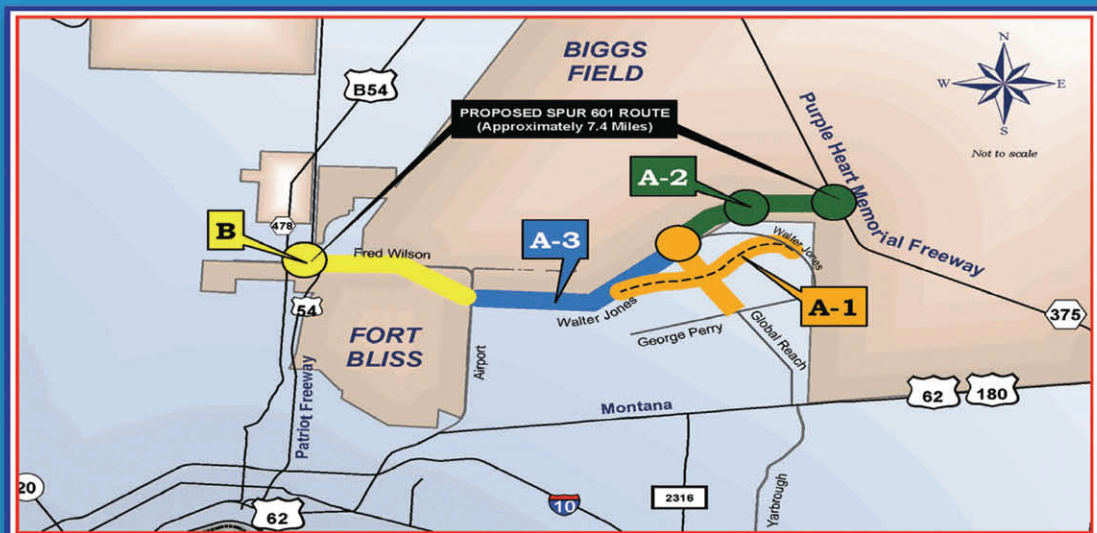 BIGGS
FIELD
N
W
E
S
Not to scale
B54
PROPOSED SPUR 601 ROUTE
(Approximately 7.4 Miles)
Purple Heart Memorial Freeway
A-2
478
B
Fred Wilson
A-3
Walter Jones
54
Walter Jones
A-1
375
FORT
BLISS
George Perry
Global Reach
Airport
Patriot Freeway
Montana
62
180
20
62
10
2316
Yarbrough